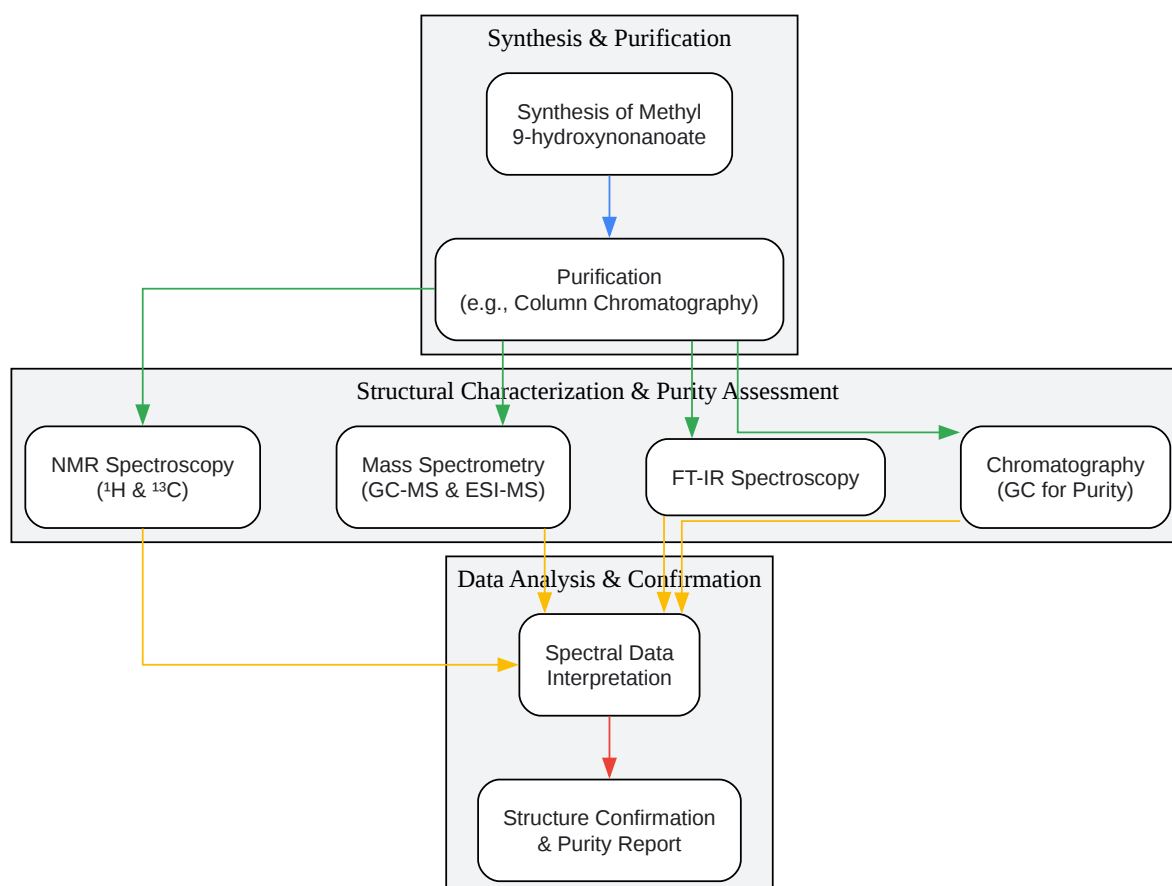 Synthesis & Purification
Synthesis of Methyl
9-hydroxynonanoate
Purification
(e.g., Column Chromatography)
Structural Characterization & Purity Assessment
NMR Spectroscopy
(¹H & ¹³C)
Mass Spectrometry
(GC-MS & ESI-MS)
FT-IR Spectroscopy
Chromatography
(GC for Purity)
Data Analysis & Confirmation
Spectral Data
Interpretation
Structure Confirmation
& Purity Report